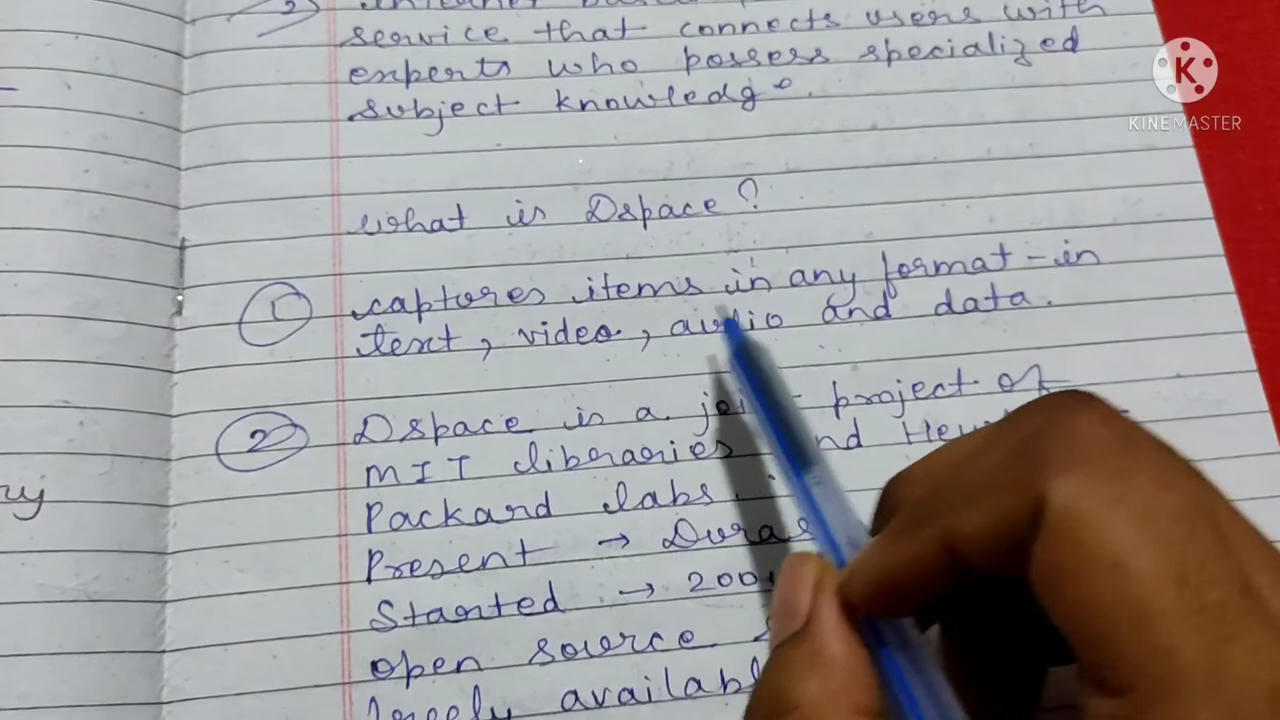 service that connects users with
experts who possess specialized
subject knowledge.
KINEMASTER
What is Dspace?
1 captures items in any format - in
text, video, audio and data.
2 Dspace is a joint project of
MIT libraries and
Packard labs.
Present →
Started →
open source